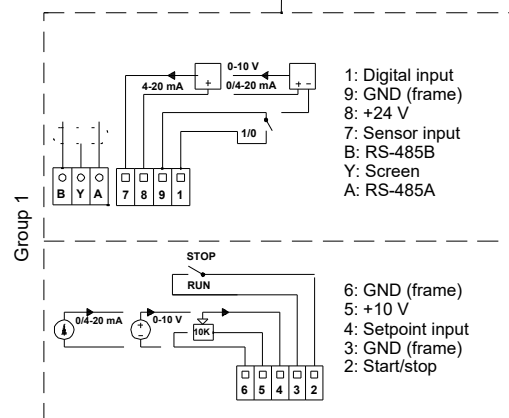 Group 1
0-10 V
4-20 mA
+
0/4-20 mA
+ -
1/0
B Y A
7 8 9 1
1: Digital input
9: GND (frame)
8: +24 V
7: Sensor input
B: RS-485B
Y: Screen
A: RS-485A
STOP
RUN
0/4-20 mA
+
-
0-10 V
10K
6 5 4 3 2
6: GND (frame)
5: +10 V
4: Setpoint input
3: GND (frame)
2: Start/stop